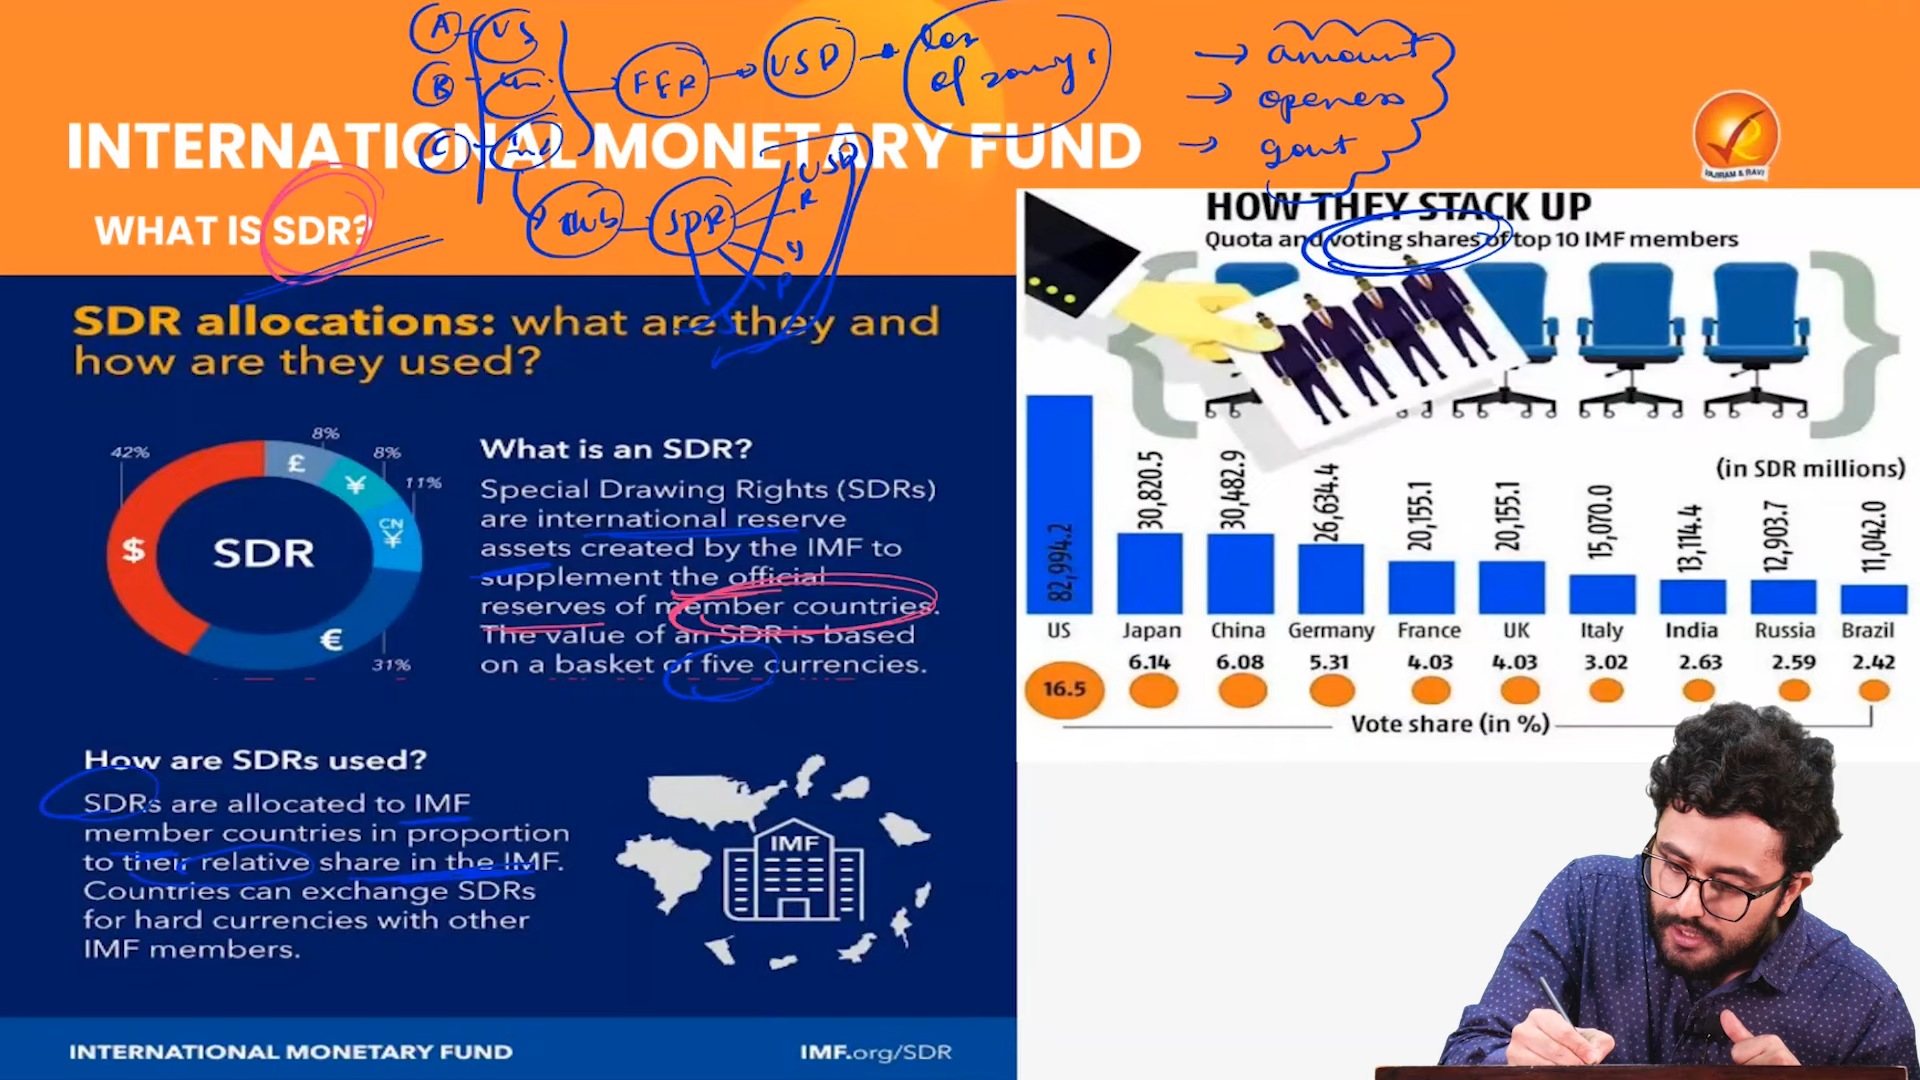 A US
B
C Ind
FER
USD
loss
of
amount
openess
govt
INTERNATIONAL MONETARY FUND
VAJIRAM & RAVI
WHAT IS SDR?
SDR
USD
R
Y
P
HOW THEY STACK UP
Quota and voting shares of top 10 IMF members
SDR allocations: what are they and
how are they used?
42%
8%
8%
11%
31%
£
¥
CN
¥
$
€
SDR
What is an SDR?
Special Drawing Rights (SDRs)
are international reserve
assets created by the IMF to
supplement the official
reserves of member countries.
The value of an SDR is based
on a basket of five currencies.
(in SDR millions)
82,994.2 30,820.5 30,482.9 26,634.4 20,155.1 20,155.1 15,070.0 13,114.4 12,903.7 11,042.0
US Japan China Germany France UK Italy India Russia Brazil
16.5 6.14 6.08 5.31 4.03 4.03 3.02 2.63 2.59 2.42
Vote share (in %)
How are SDRs used?
SDRs are allocated to IMF
member countries in proportion
to their relative share in the IMF.
Countries can exchange SDRs
for hard currencies with other
IMF members.
IMF
INTERNATIONAL MONETARY FUND
IMF.org/SDR